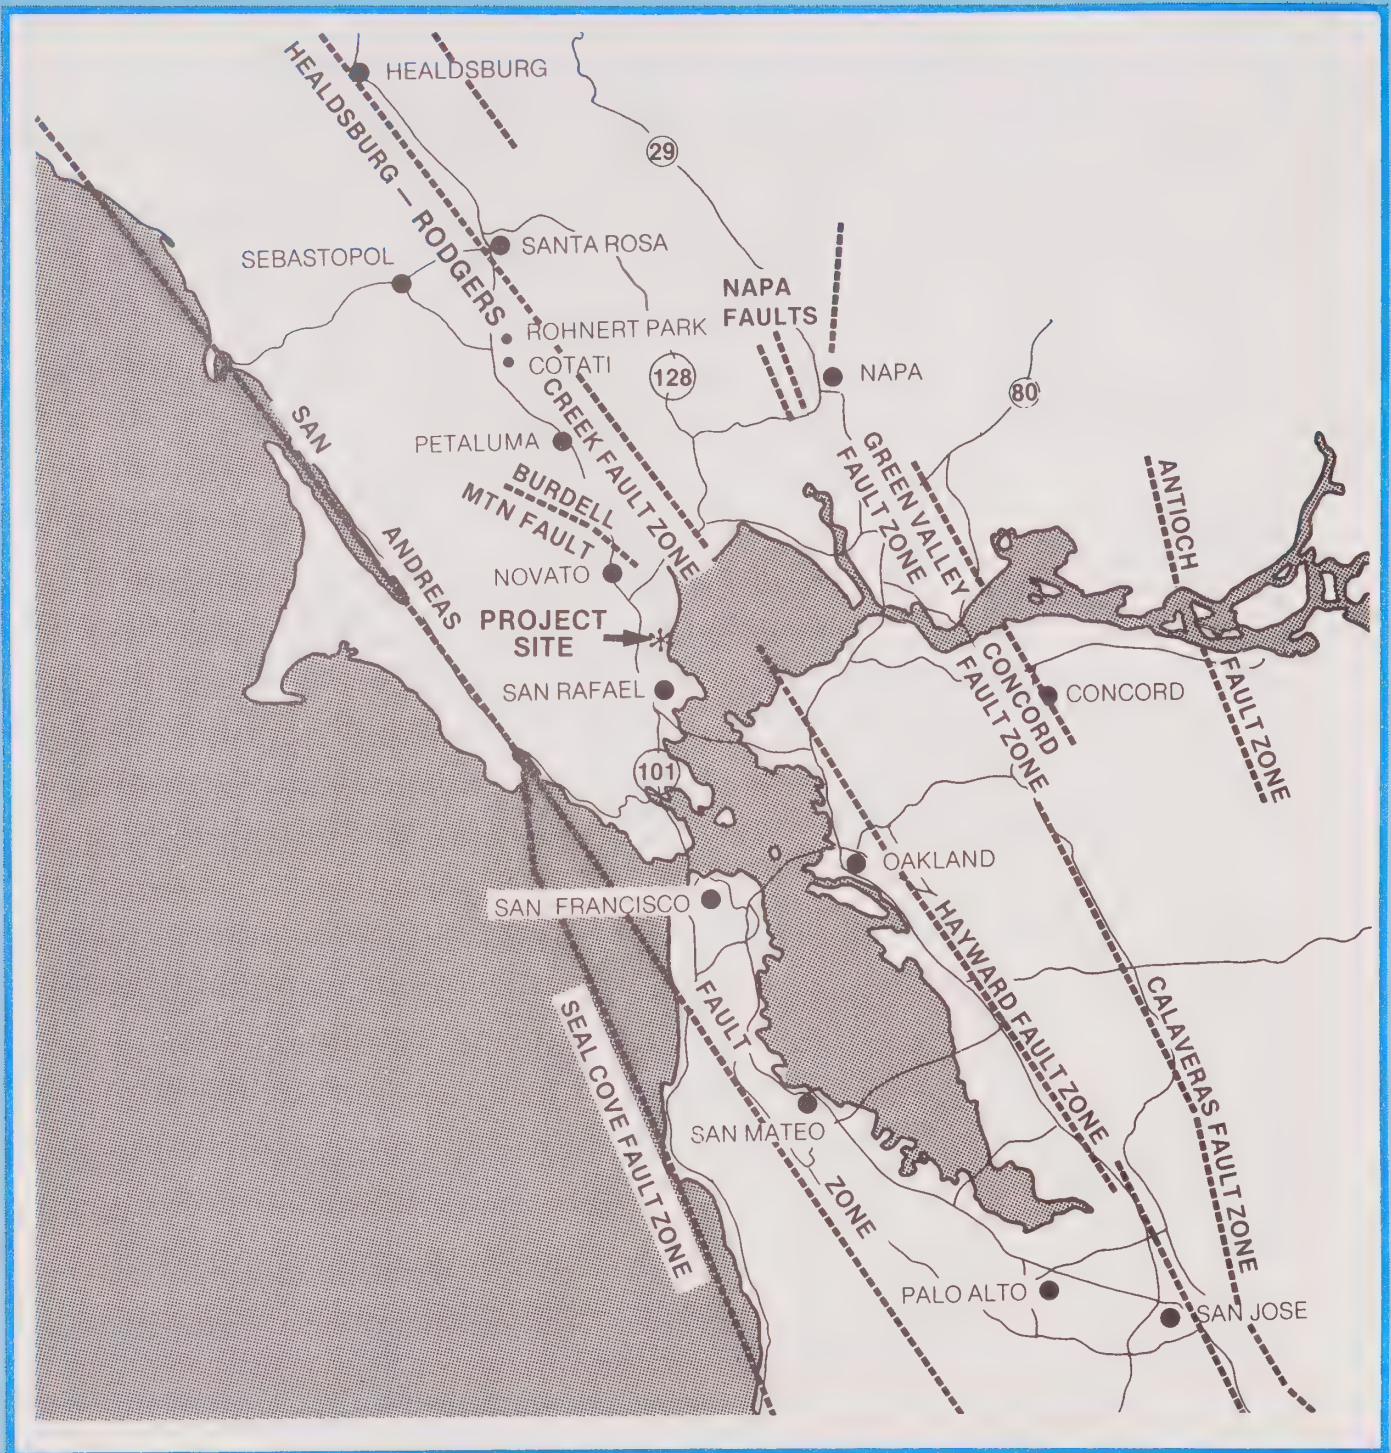 HEALDSBURG
HEALDSBURG — RODGERS
CREEK FAULT ZONE
29
SEBASTOPOL
SANTA ROSA
NAPA
FAULTS
ROHNERT PARK
COTATI
128
NAPA
80
SAN
ANDREAS
FAULT
ZONE
PETALUMA
BURDELL
MTN FAULT
GREEN VALLEY
FAULT ZONE
ANTIOCH
FAULT ZONE
NOVATO
PROJECT
SITE
SAN RAFAEL
CONCORD
FAULT ZONE
CONCORD
101
OAKLAND
SAN FRANCISCO
HAYWARD FAULT ZONE
CALAVERAS FAULT ZONE
SEAL COVE FAULT ZONE
SAN MATEO
PALO ALTO
SAN JOSE